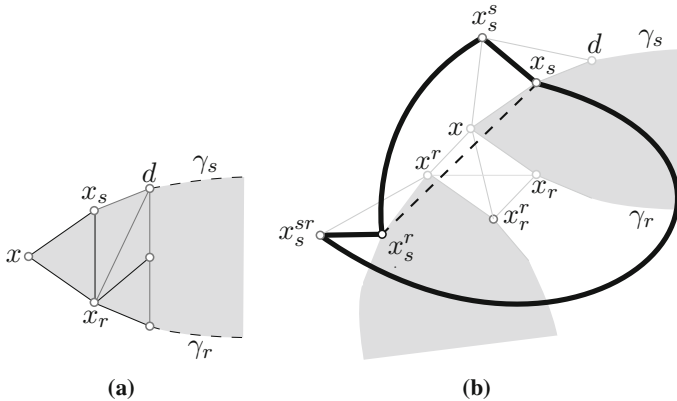 x_s^s
d
γ_s
x_s
x
x^r
x_r
x_r^r
γ_r
x_s^{sr}
x_s^r
γ_s
d
x_s
x
x_r
γ_r
(a)
(b)